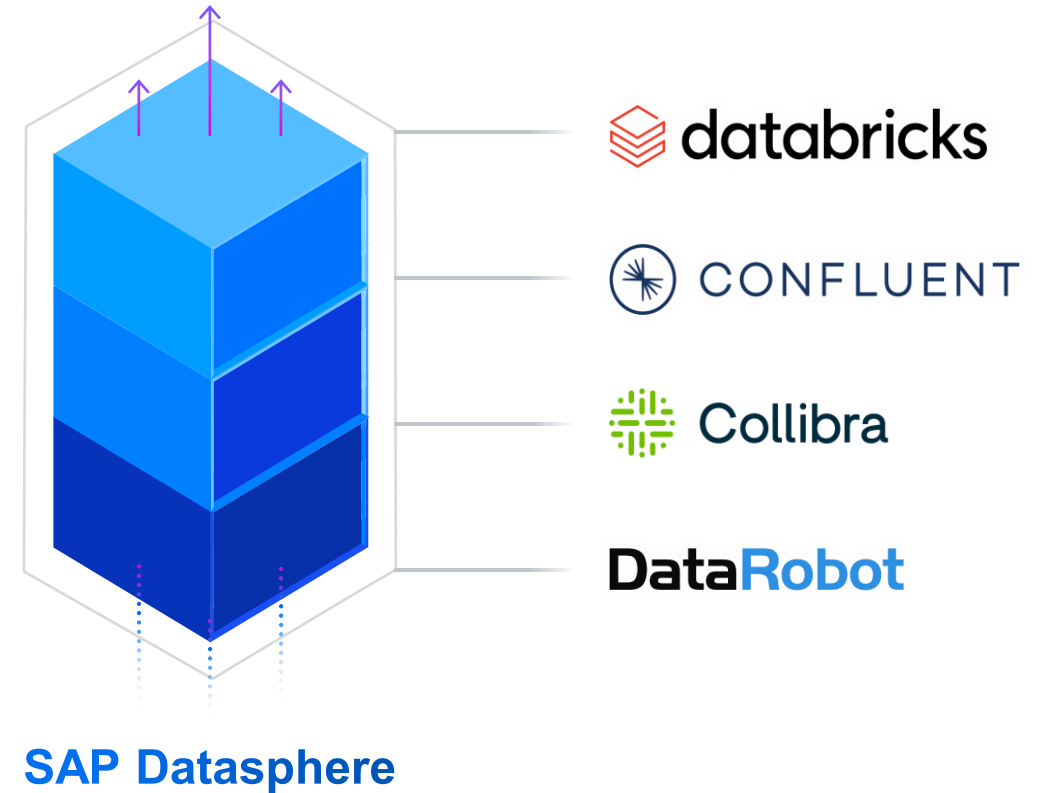 databricks
CONFLUENT
Collibra
DataRobot
SAP Datasphere